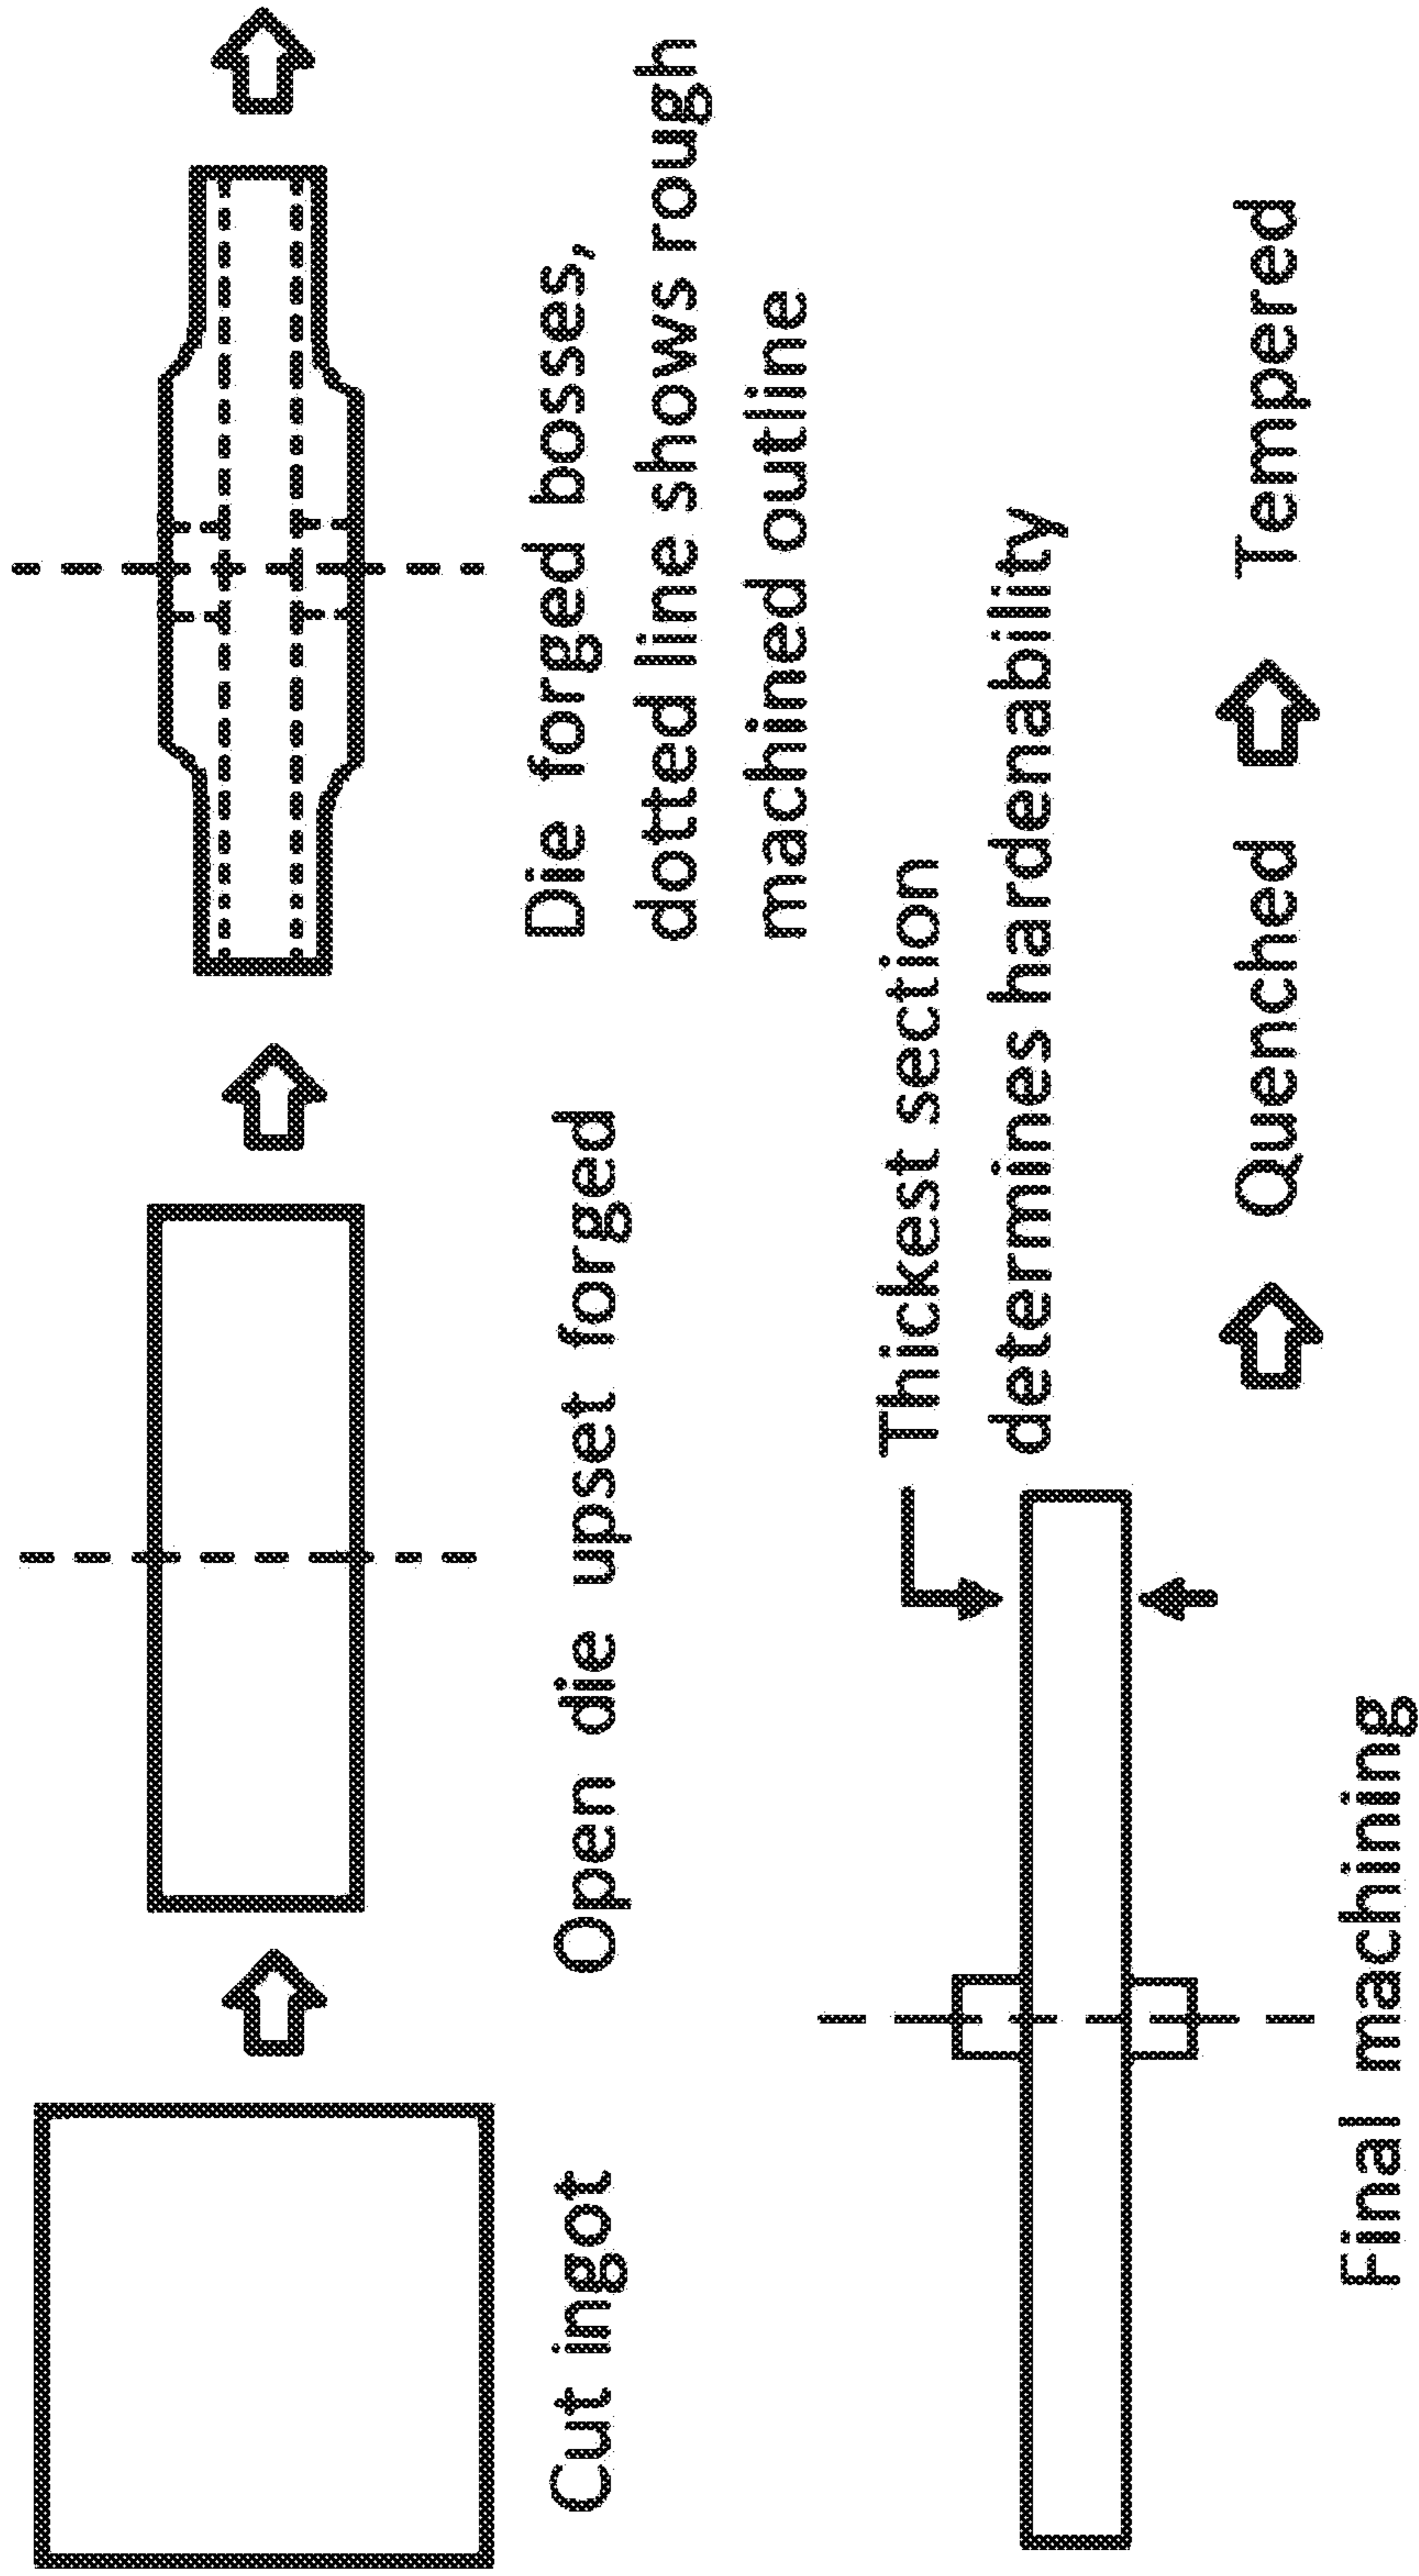 Cut ingot
Open die upset forged
Die forged bosses,
dotted line shows rough
machined outline
Thickest section
determines hardenability
Final machining
Quenched
Tempered